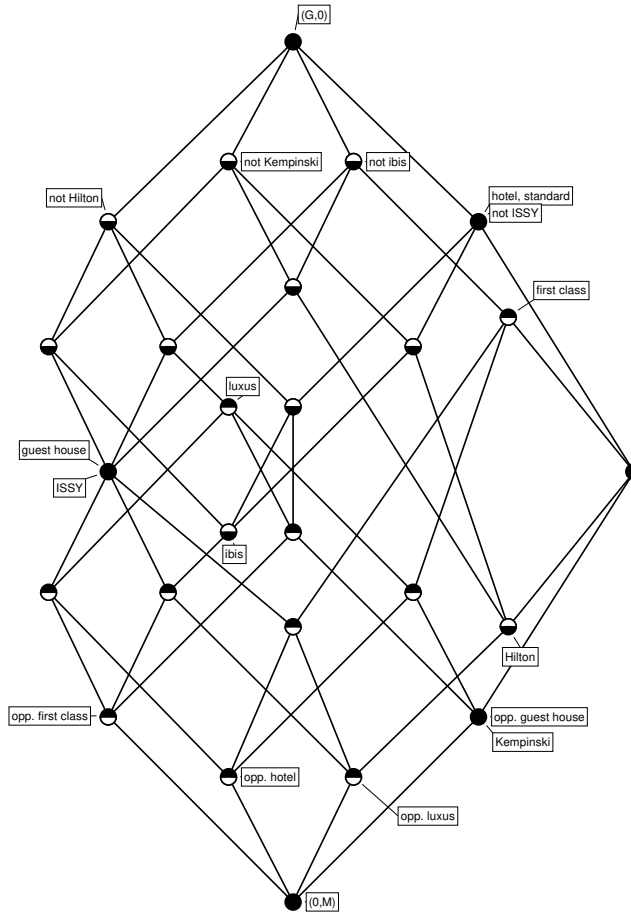 (G,0)
not Kempinski
not ibis
not Hilton
hotel, standard
not ISSY
first class
luxus
guest house
ISSY
ibis
Hilton
opp. first class
opp. guest house
Kempinski
opp. hotel
opp. luxus
(0,M)